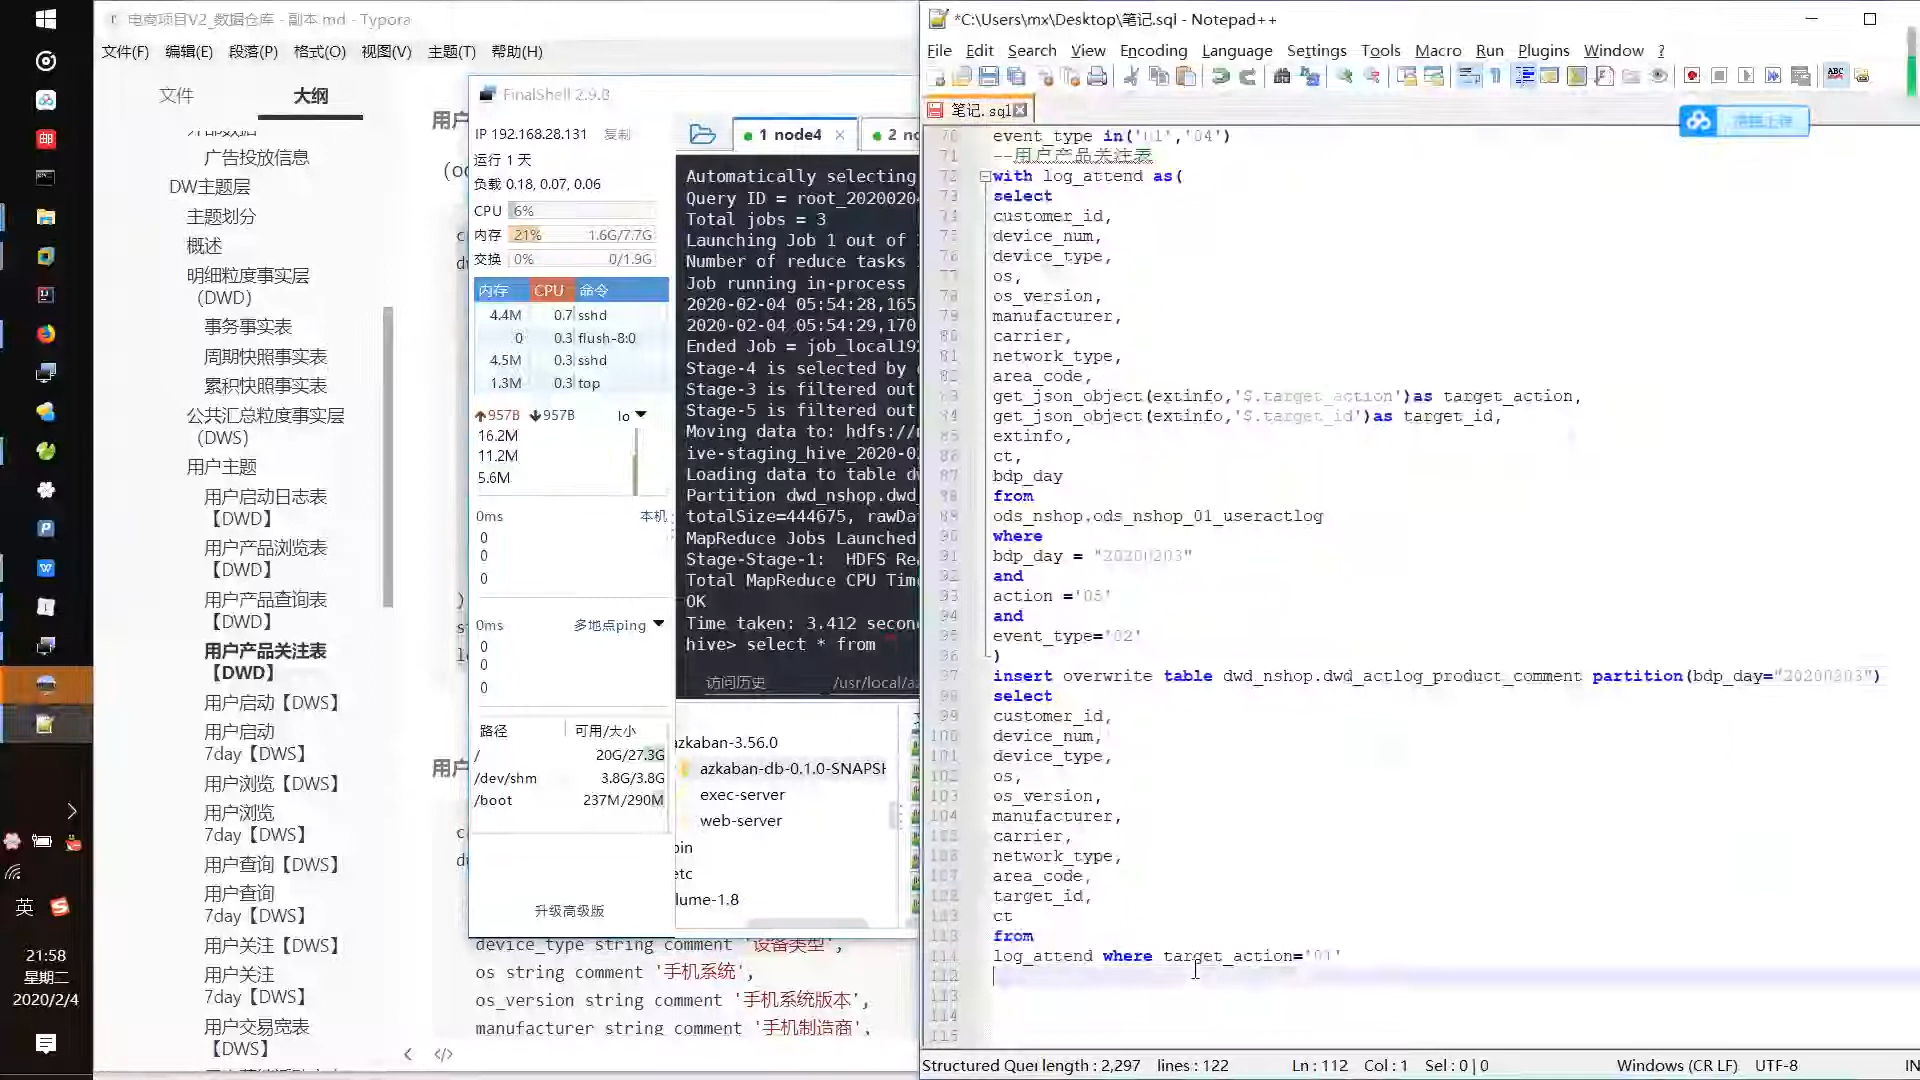 电商项目V2_数据仓库 - 副本.md - Typora
文件(F) 编辑(E) 段落(P) 格式(O) 视图(V) 主题(T) 帮助(H)
文件 大纲
外部数据
广告投放信息
DW主题层
主题划分
概述
明细粒度事实层
（DWD）
事务事实表
周期快照事实表
累积快照事实表
公共汇总粒度事实层
（DWS）
用户主题
用户启动日志表
【DWD】
用户产品浏览表
【DWD】
用户产品查询表
【DWD】
用户产品关注表
【DWD】
用户启动【DWS】
用户启动
7day【DWS】
用户浏览【DWS】
用户浏览
7day【DWS】
用户查询【DWS】
用户查询
7day【DWS】
用户关注【DWS】
用户关注
7day【DWS】
用户交易宽表
【DWS】
英
21:58
星期二
2020/2/4
device_type string comment '设备类型',
os string comment '手机系统',
os_version string comment '手机系统版本',
manufacturer string comment '手机制造商',
FinalShell 2.9.8
IP 192.168.28.131 复制
运行 1 天
负载 0.18, 0.07, 0.06
CPU 6%
内存 21% 1.6G/7.7G
交换 0% 0/1.9G
内存 CPU 命令
4.4M 0.7 sshd
0 0.3 flush-8:0
4.5M 0.3 sshd
1.3M 0.3 top
957B 957B lo
16.2M
11.2M
5.6M
0ms 本机
0
0
0
0ms 多地点ping
0
0
0
路径 可用/大小
/ 20G/27.3G
/dev/shm 3.8G/3.8G
/boot 237M/290M
升级高级版
1 node4 2 no
Automatically selecting
Query ID = root_2020020
Total jobs = 3
Launching Job 1 out of
Number of reduce tasks
Job running in-process
2020-02-04 05:54:28,165
2020-02-04 05:54:29,170
Ended Job = job_local19
Stage-4 is selected by
Stage-3 is filtered out
Stage-5 is filtered out
Moving data to: hdfs://
ive-staging_hive_2020-0
Loading data to table dw
Partition dwd_nshop.dwd_
totalSize=444675, rawDa
MapReduce Jobs Launched
Stage-Stage-1: HDFS Rea
Total MapReduce CPU Time
OK
Time taken: 3.412 secon
hive> select * from
访问历史 /usr/local/az
azkaban-3.56.0
azkaban-db-0.1.0-SNAPSH
exec-server
web-server
bin
etc
lume-1.8
*C:\Users\mx\Desktop\笔记.sql - Notepad++
File Edit Search View Encoding Language Settings Tools Macro Run Plugins Window ?
笔记.sql
event_type in('01','04')
--用户产品关注表
with log_attend as(
select
customer_id,
device_num,
device_type,
os,
os_version,
manufacturer,
carrier,
network_type,
area_code,
get_json_object(extinfo,'$.target_action')as target_action,
get_json_object(extinfo,'$.target_id')as target_id,
extinfo,
ct,
bdp_day
from
ods_nshop.ods_nshop_01_useractlog
where
bdp_day = "20200203"
and
action ='05'
and
event_type='02'
)
insert overwrite table dwd_nshop.dwd_actlog_product_comment partition(bdp_day="20200303")
select
customer_id,
device_num,
device_type,
os,
os_version,
manufacturer,
carrier,
network_type,
area_code,
target_id,
ct
from
log_attend where target_action='01'
Structured Quer length : 2,297 lines : 122 Ln : 112 Col : 1 Sel : 0 | 0 Windows (CR LF) UTF-8 IN